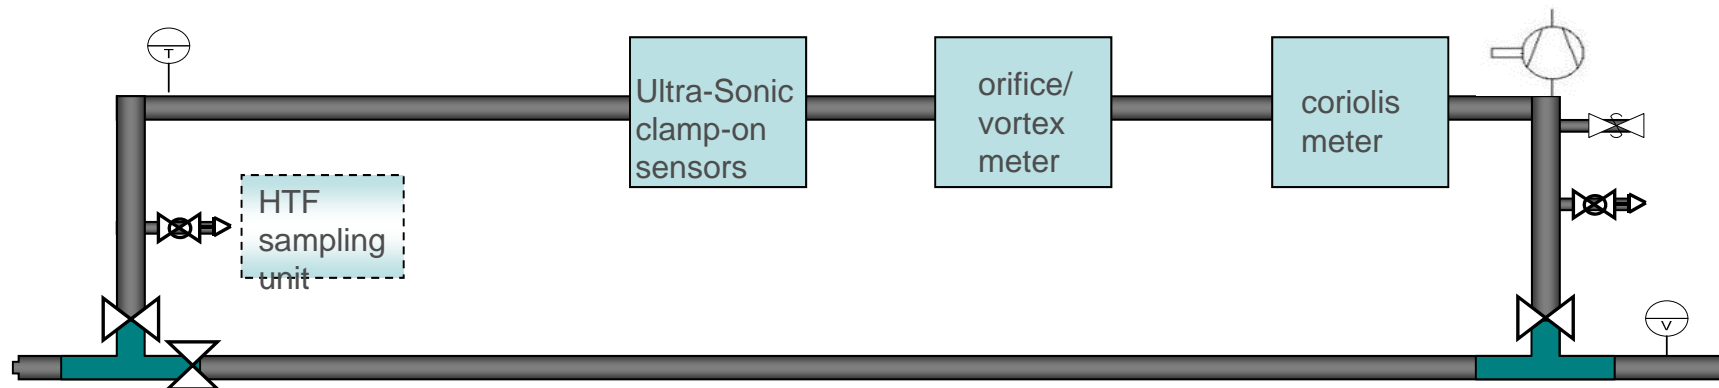 T
Ultra-Sonic
clamp-on
sensors
orifice/
vortex
meter
coriolis
meter
HTF
sampling
unit
V